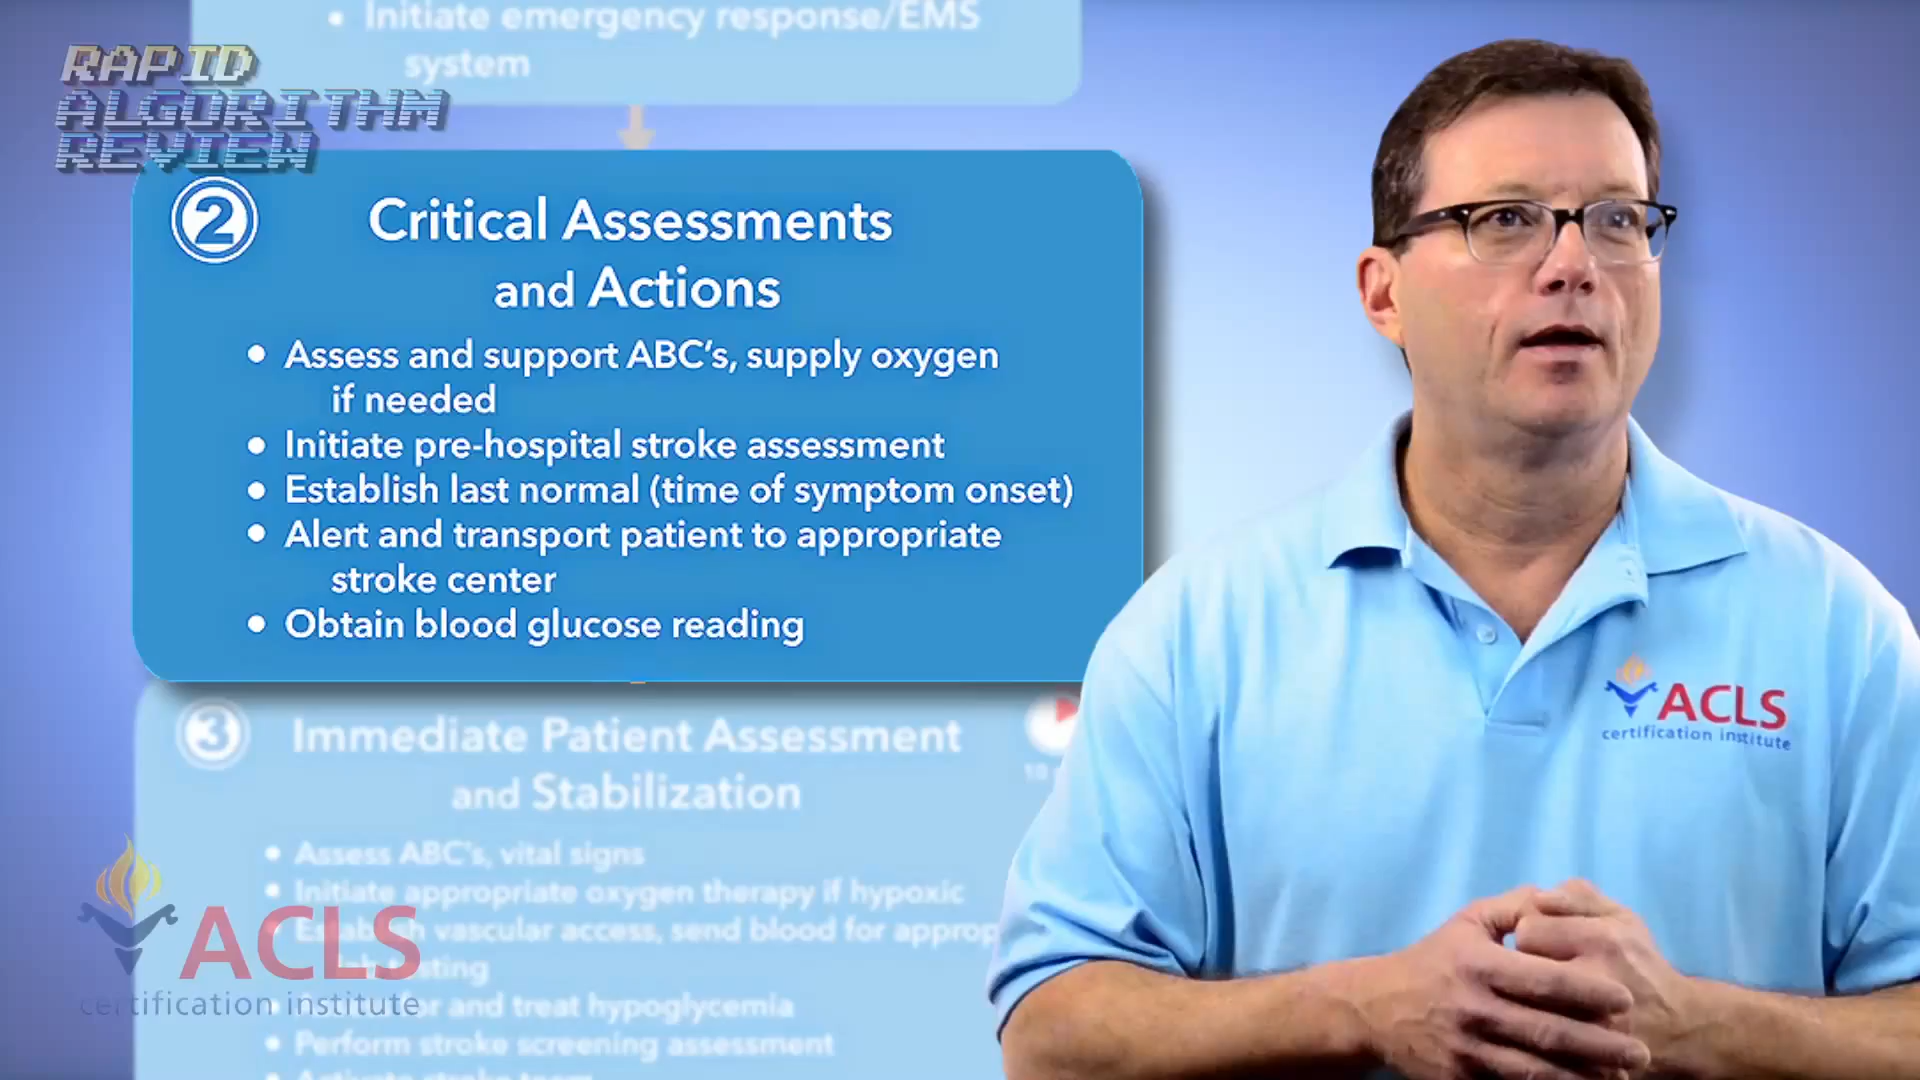 Initiate emergency response/EMS
system
RAPID
ALGORITHM
REVIEW
2
Critical Assessments
and Actions
Assess and support ABC's, supply oxygen
if needed
Initiate pre-hospital stroke assessment
Establish last normal (time of symptom onset)
Alert and transport patient to appropriate
stroke center
Obtain blood glucose reading
3
Immediate Patient Assessment
and Stabilization
Assess ABC's, vital signs
Initiate appropriate oxygen therapy if hypoxic
vascular access, send blood for
and treat hypoglycemia
Perform stroke screening assessment
ACLS
certification institute
ACLS
certification institute